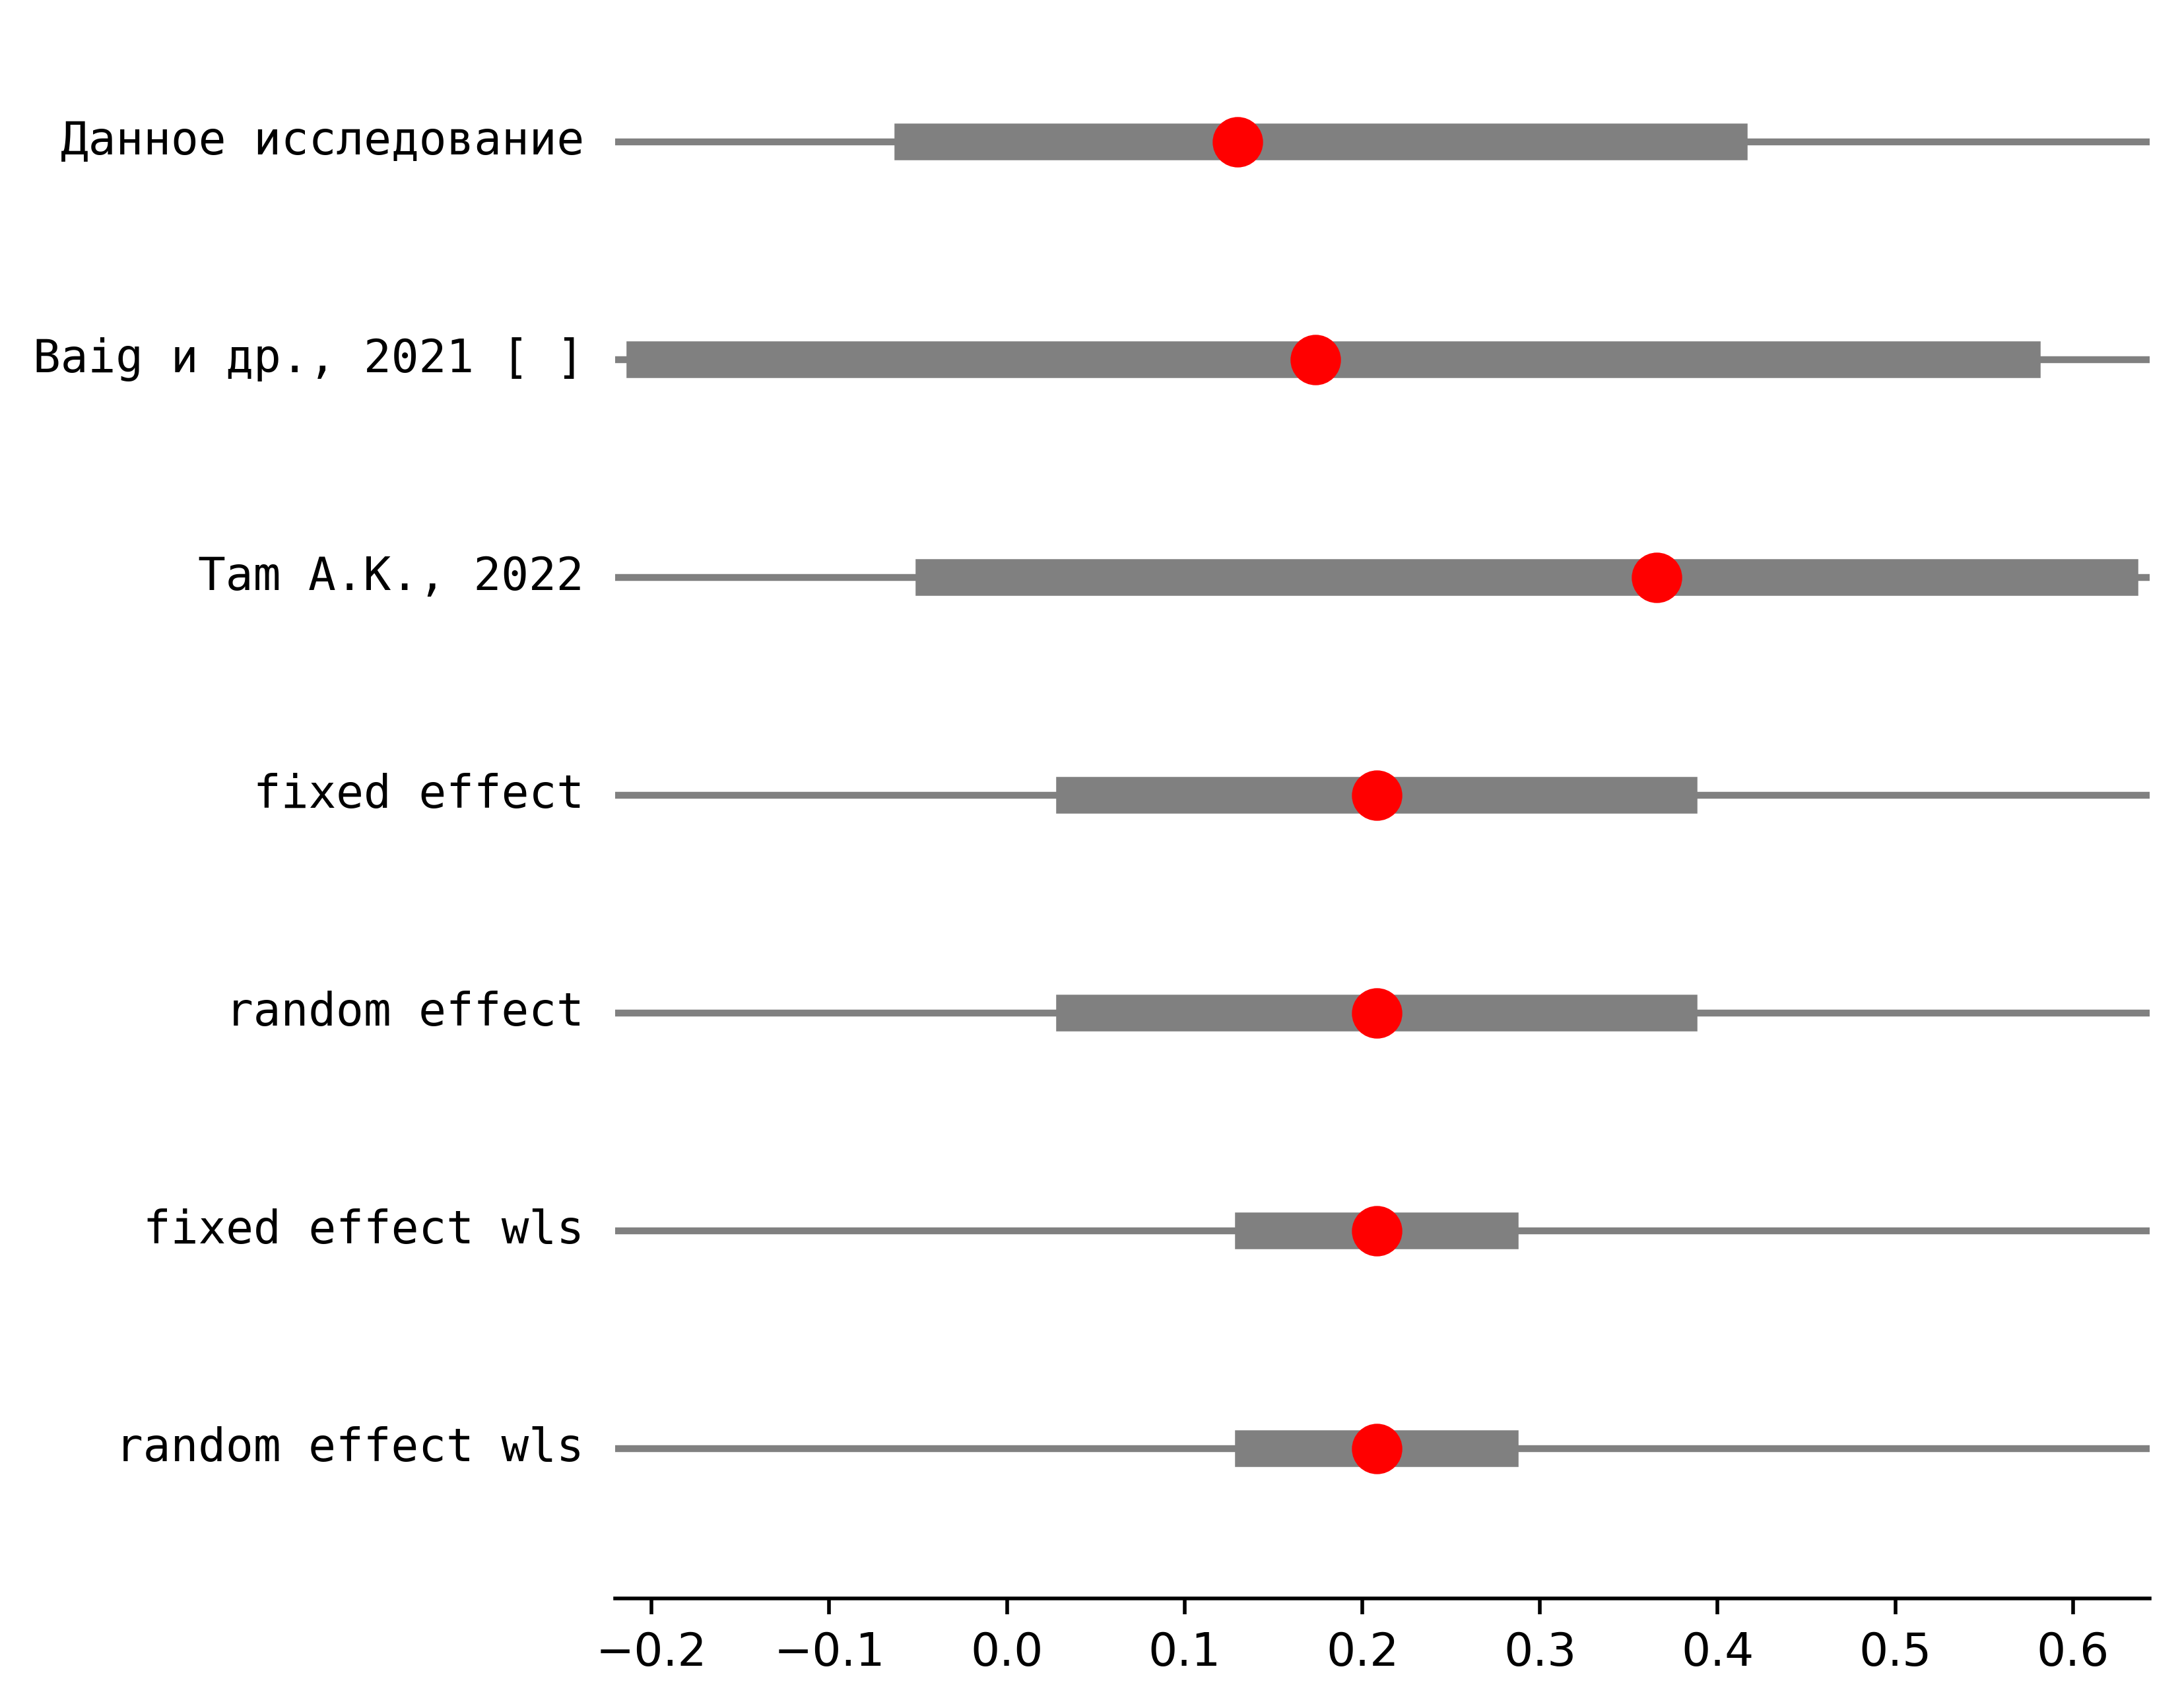 Данное исследование
Baig и др., 2021 [ ]
Tam A.K., 2022
fixed effect
random effect
fixed effect wls
random effect wls
−0.2 −0.1 0.0 0.1 0.2 0.3 0.4 0.5 0.6